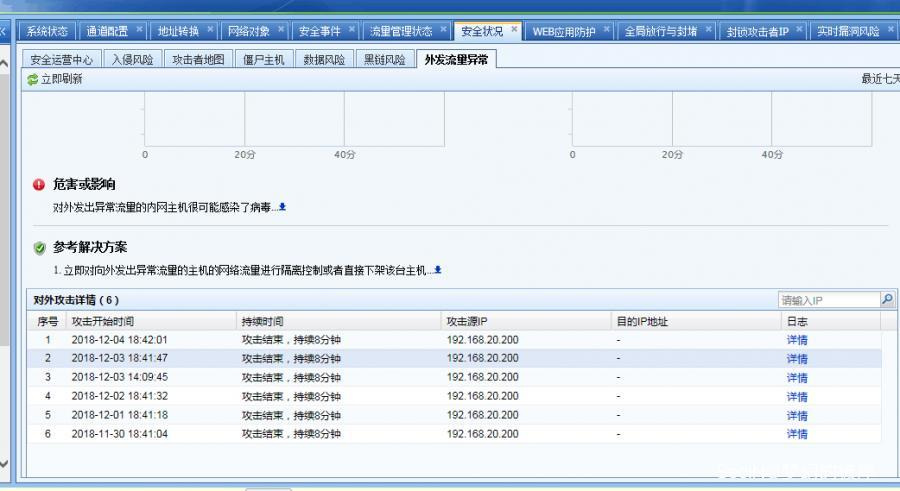 系统状态 通道配置 地址转换 网络对象 安全事件 流量管理状态 安全状况 WEB应用防护 全局放行与封堵 封锁攻击者IP 实时漏洞风险
安全运营中心 入侵风险 攻击者地图 僵尸主机 数据风险 黑链风险 外发流量异常
立即刷新 最近七天
0 20分 40分 0 20分 40分
危害或影响
对外发出异常流量的内网主机很可能感染了病毒...
参考解决方案
1. 立即对向外发出异常流量的主机的网络流量进行隔离控制或者直接下架该台主机...
对外攻击详情 ( 6 ) 请输入IP
序号 攻击开始时间 持续时间 攻击源IP 目的IP地址 日志
1 2018-12-04 18:42:01 攻击结束，持续8分钟 192.168.20.200 - 详情
2 2018-12-03 18:41:47 攻击结束，持续8分钟 192.168.20.200 - 详情
3 2018-12-03 14:09:45 攻击结束，持续8分钟 192.168.20.200 - 详情
4 2018-12-02 18:41:32 攻击结束，持续8分钟 192.168.20.200 - 详情
5 2018-12-01 18:41:18 攻击结束，持续8分钟 192.168.20.200 - 详情
6 2018-11-30 18:41:04 攻击结束，持续8分钟 192.168.20.200 - 详情